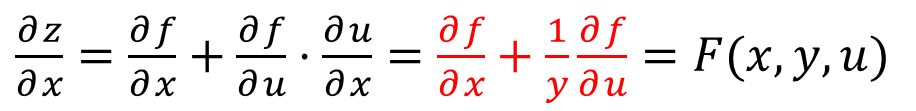 ∂z/∂x = ∂f/∂x + ∂f/∂u · ∂u/∂x = ∂f/∂x + 1/y ∂f/∂u = F(x, y, u)